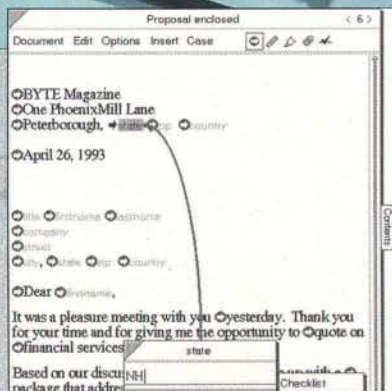 Proposal enclosed < 6 >
Document Edit Options Insert Case
BYTE Magazine
One PhoenixMill Lane
Peterborough, state zip country
April 26, 1993
title firstname lastname
company
street
city, state zip country
Dear firstname,
It was a pleasure meeting with you yesterday. Thank you
for your time and for giving me the opportunity to quote on
financial services
state
Based on our discu
NH
package that addres
Checklist
Contents